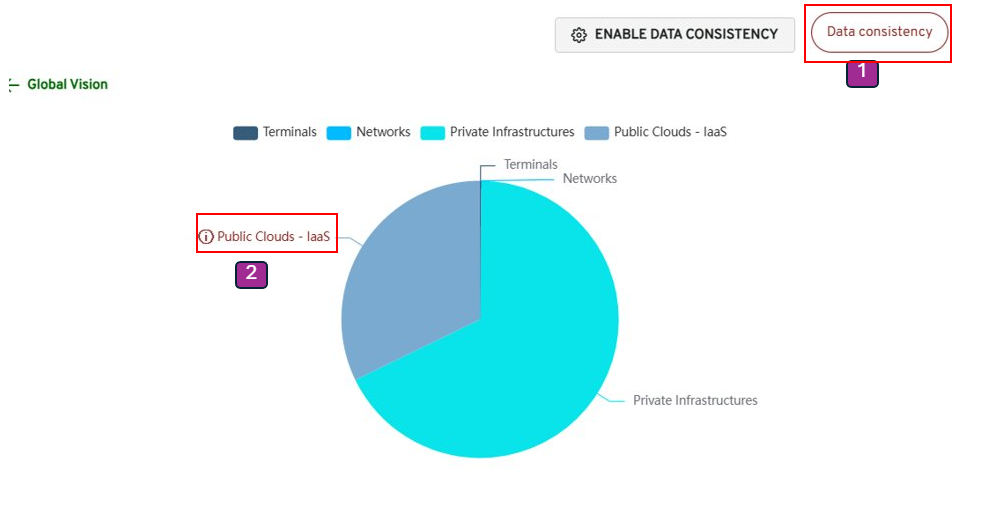 ENABLE DATA CONSISTENCY
Data consistency
1
Global Vision
Terminals Networks Private Infrastructures Public Clouds - IaaS
Terminals
Networks
Public Clouds - IaaS
2
Private Infrastructures